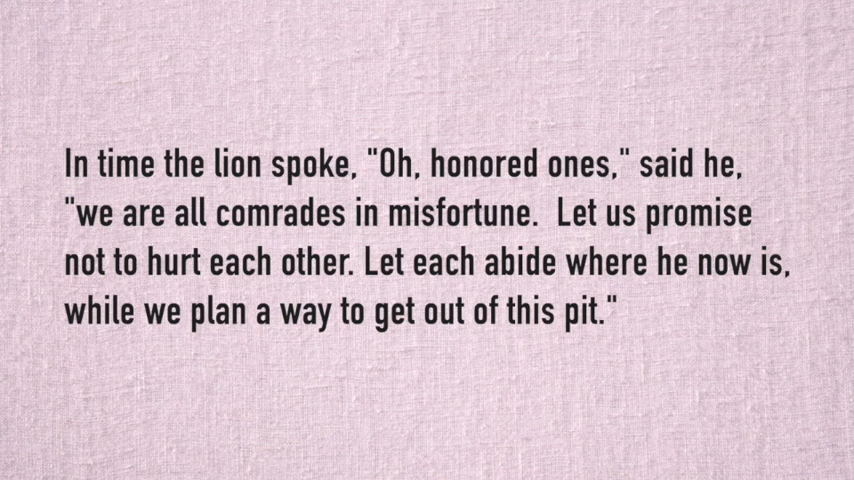 In time the lion spoke, "Oh, honored ones," said he,
"we are all comrades in misfortune.  Let us promise
not to hurt each other. Let each abide where he now is,
while we plan a way to get out of this pit."